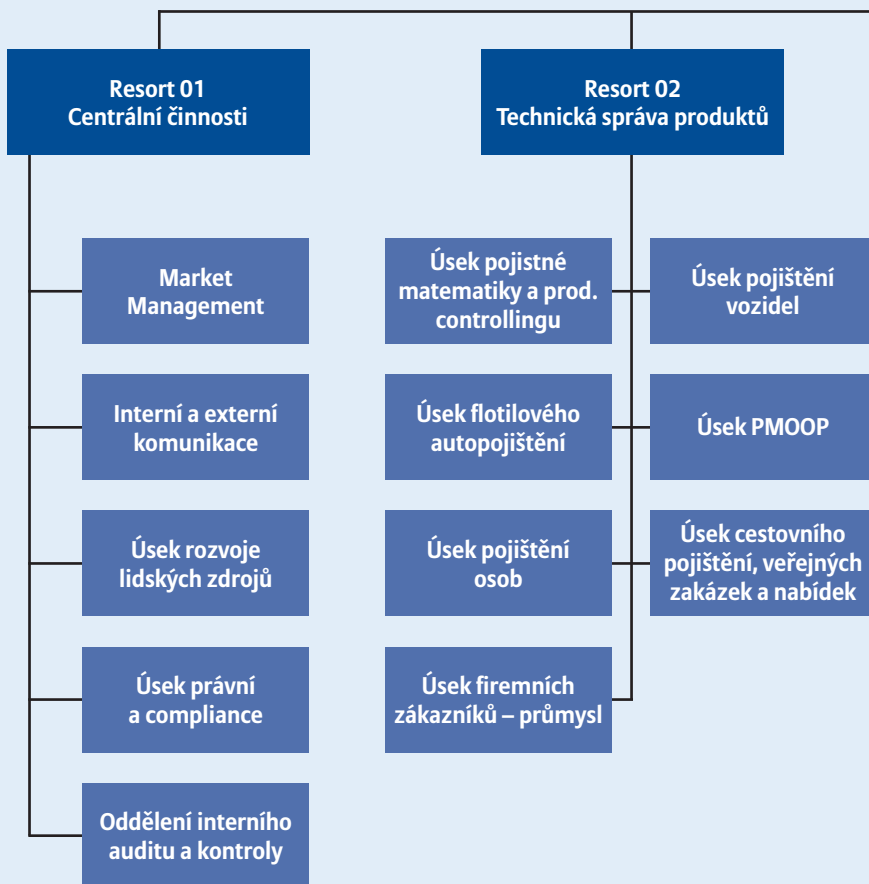 Resort 01
Centrální činnosti
Market
Management
Interní a externí
komunikace
Úsek rozvoje
lidských zdrojů
Úsek právní
a compliance
Oddělení interního
auditu a kontroly
Resort 02
Technická správa produktů
Úsek pojistné
matematiky a prod.
controllingu
Úsek pojištění
vozidel
Úsek flotilového
autopojištění
Úsek PMOOP
Úsek pojištění
osob
Úsek cestovního
pojištění, veřejných
zakázek a nabídek
Úsek firemních
zákazníků – průmysl